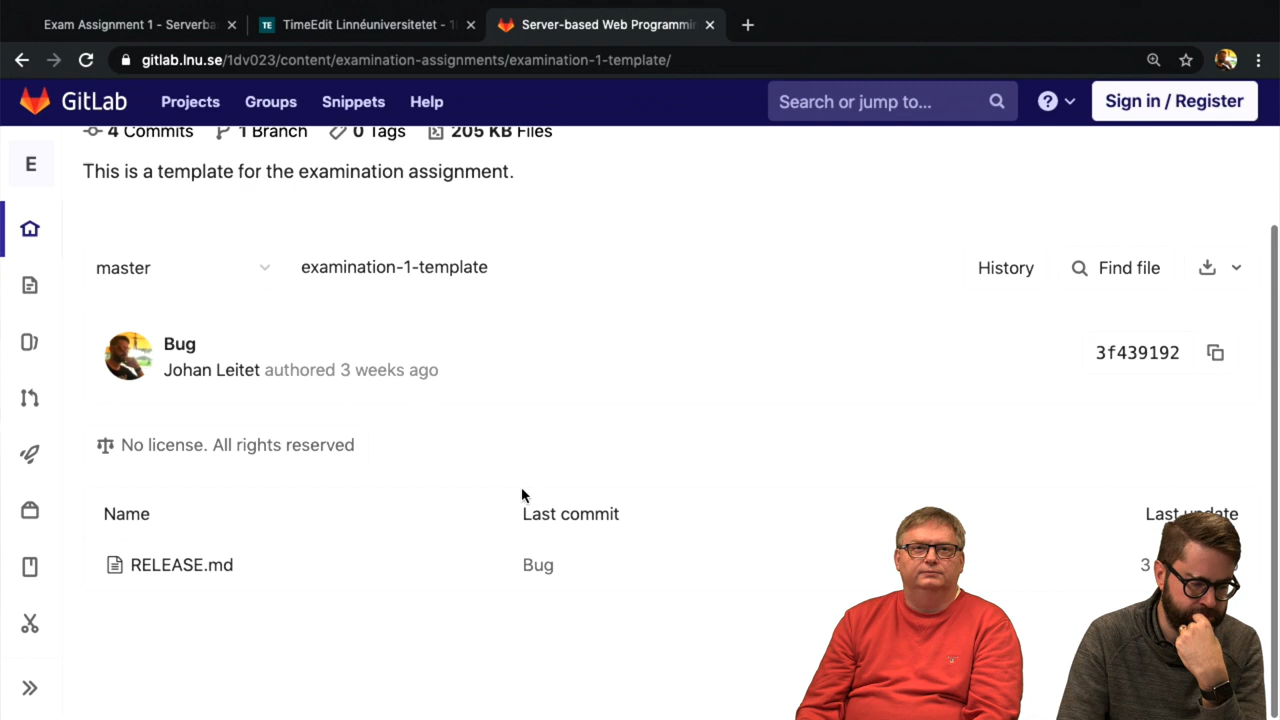 Exam Assignment 1 - Serverba
TE TimeEdit Linnéuniversitetet - 1
Server-based Web Programmin
gitlab.lnu.se/1dv023/content/examination-assignments/examination-1-template/
GitLab Projects Groups Snippets Help Search or jump to... Sign in / Register
E
4 Commits 1 Branch 0 Tags 205 KB Files
This is a template for the examination assignment.
master examination-1-template History Find file
Bug
Johan Leitet authored 3 weeks ago
3f439192
No license. All rights reserved
Name Last commit Last update
RELEASE.md Bug 3